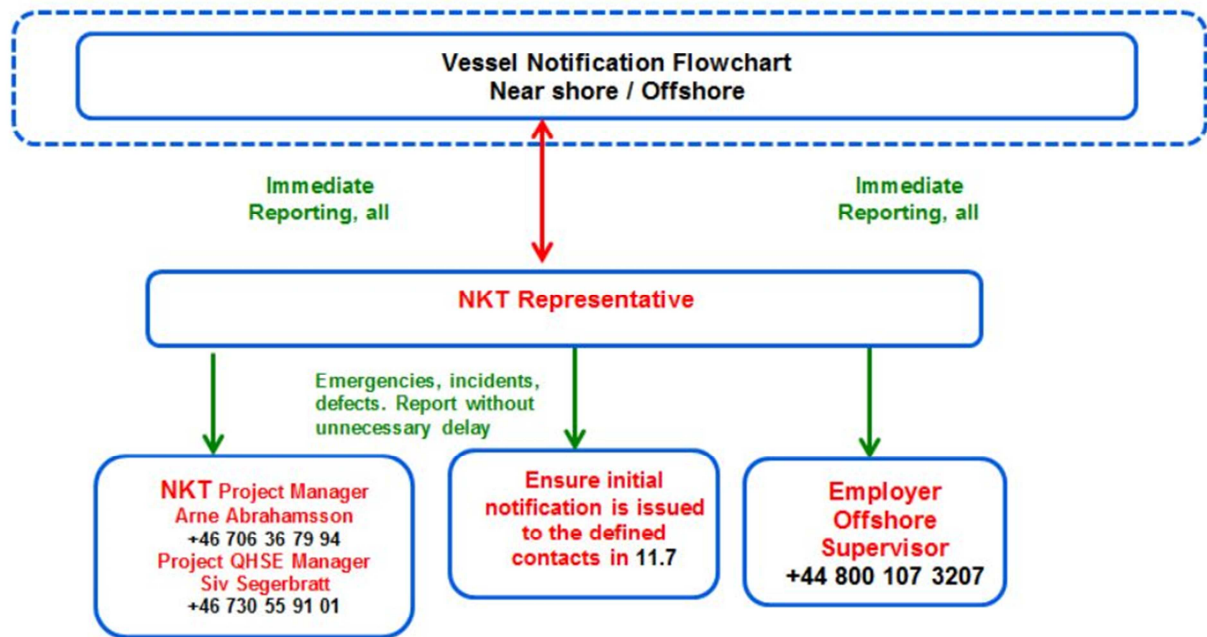 Vessel Notification Flowchart
Near shore / Offshore
Immediate
Reporting, all
Immediate
Reporting, all
NKT Representative
Emergencies, incidents,
defects. Report without
unnecessary delay
NKT Project Manager
Arne Abrahamsson
+46 706 36 79 94
Project QHSE Manager
Siv Segerbratt
+46 730 55 91 01
Ensure initial
notification is issued
to the defined
contacts in 11.7
Employer
Offshore
Supervisor
+44 800 107 3207